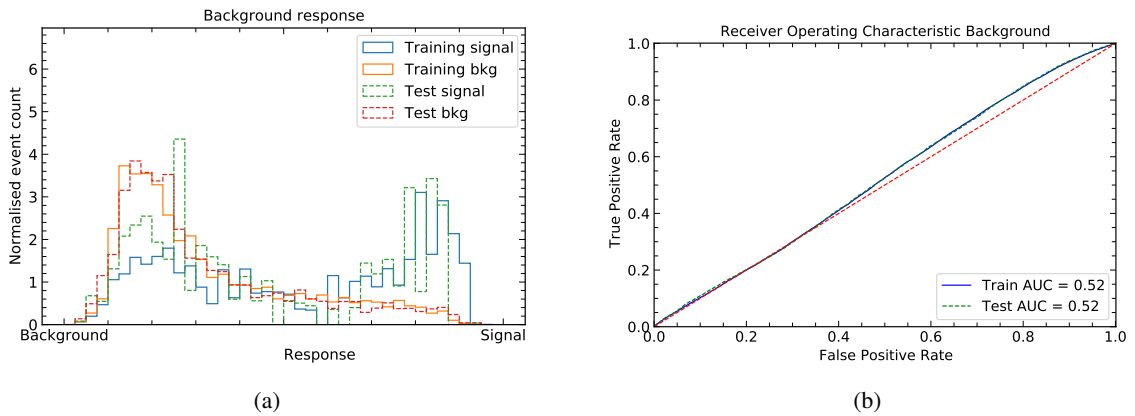 Background response
Normalised event count
6
5
4
3
2
1
0
Training signal
Training bkg
Test signal
Test bkg
Background
Signal
Response
(a)
Receiver Operating Characteristic Background
True Positive Rate
1.0
0.8
0.6
0.4
0.2
0.0
Train AUC = 0.52
Test AUC = 0.52
0.0 0.2 0.4 0.6 0.8 1.0
False Positive Rate
(b)